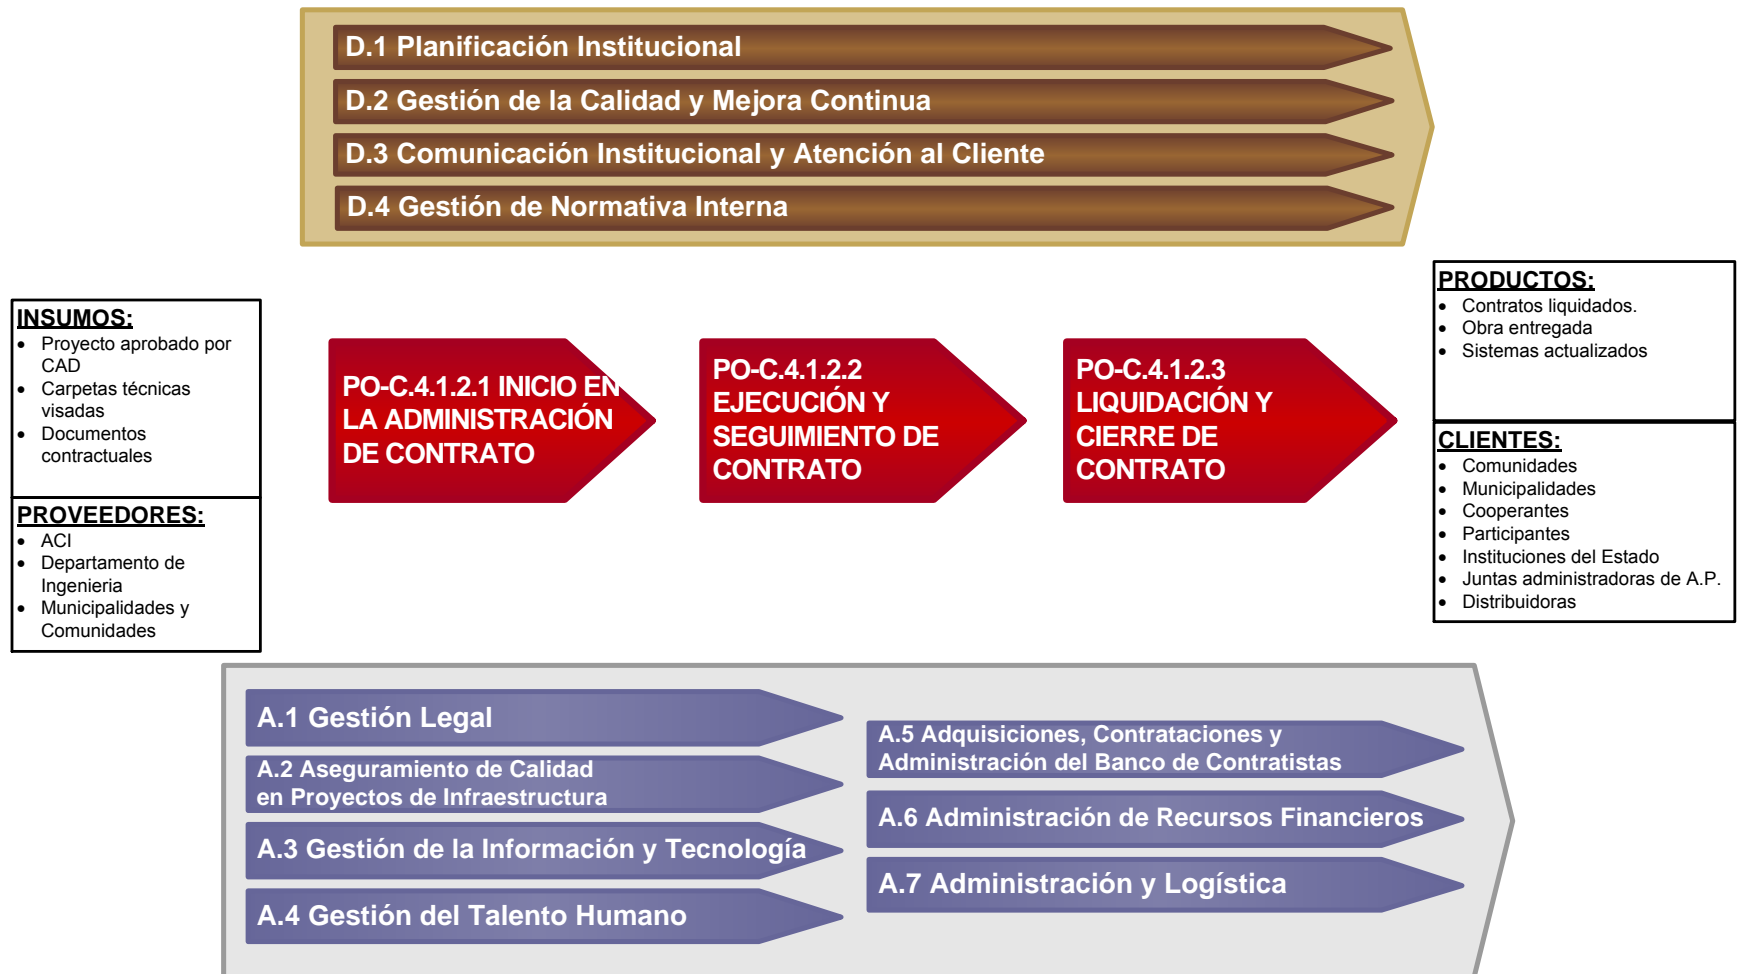 D.1 Planificación Institucional
D.2 Gestión de la Calidad y Mejora Continua
D.3 Comunicación Institucional y Atención al Cliente
D.4 Gestión de Normativa Interna
INSUMOS:
• Proyecto aprobado por
CAD
• Carpetas técnicas
visadas
• Documentos
contractuales
PROVEEDORES:
• ACI
• Departamento de
Ingenieria
• Municipalidades y
Comunidades
PO-C.4.1.2.1 INICIO EN
LA ADMINISTRACIÓN
DE CONTRATO
PO-C.4.1.2.2
EJECUCIÓN Y
SEGUIMIENTO DE
CONTRATO
PO-C.4.1.2.3
LIQUIDACIÓN Y
CIERRE DE
CONTRATO
PRODUCTOS:
• Contratos liquidados.
• Obra entregada
• Sistemas actualizados
CLIENTES:
• Comunidades
• Municipalidades
• Cooperantes
• Participantes
• Instituciones del Estado
• Juntas administradoras de A.P.
• Distribuidoras
A.1 Gestión Legal
A.2 Aseguramiento de Calidad
en Proyectos de Infraestructura
A.3 Gestión de la Información y Tecnología
A.4 Gestión del Talento Humano
A.5 Adquisiciones, Contrataciones y
Administración del Banco de Contratistas
A.6 Administración de Recursos Financieros
A.7 Administración y Logística